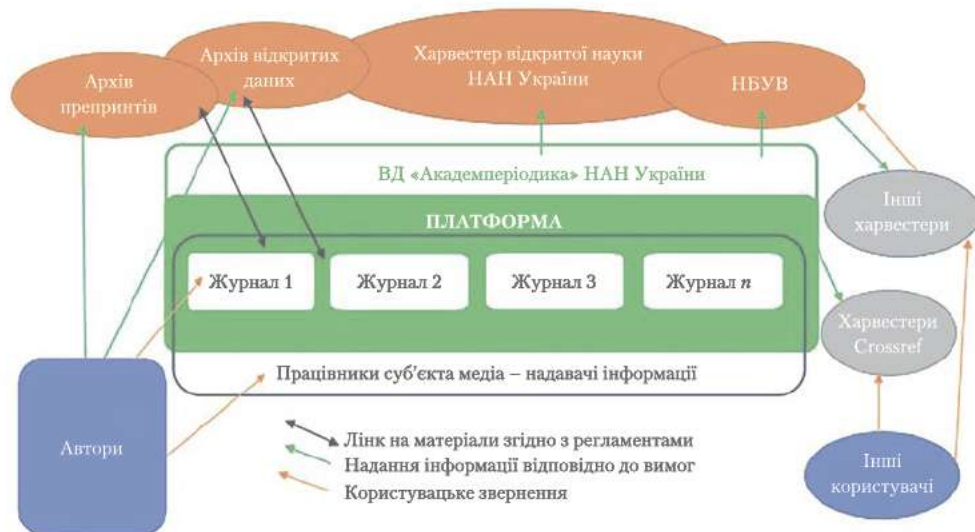 Архів
препринтів
Архів відкритих
даних
Харвестер відкритої науки
НАН України
НБУВ
ВД «Академперіодика» НАН України
ПЛАТФОРМА
Журнал 1
Журнал 2
Журнал 3
Журнал n
Інші
харвестери
Харвестери
Crossref
Працівники суб’єкта медіа – надавачі інформації
Автори
Лінк на матеріали згідно з регламентами
Надання інформації відповідно до вимог
Користувацьке звернення
Інші
користувачі